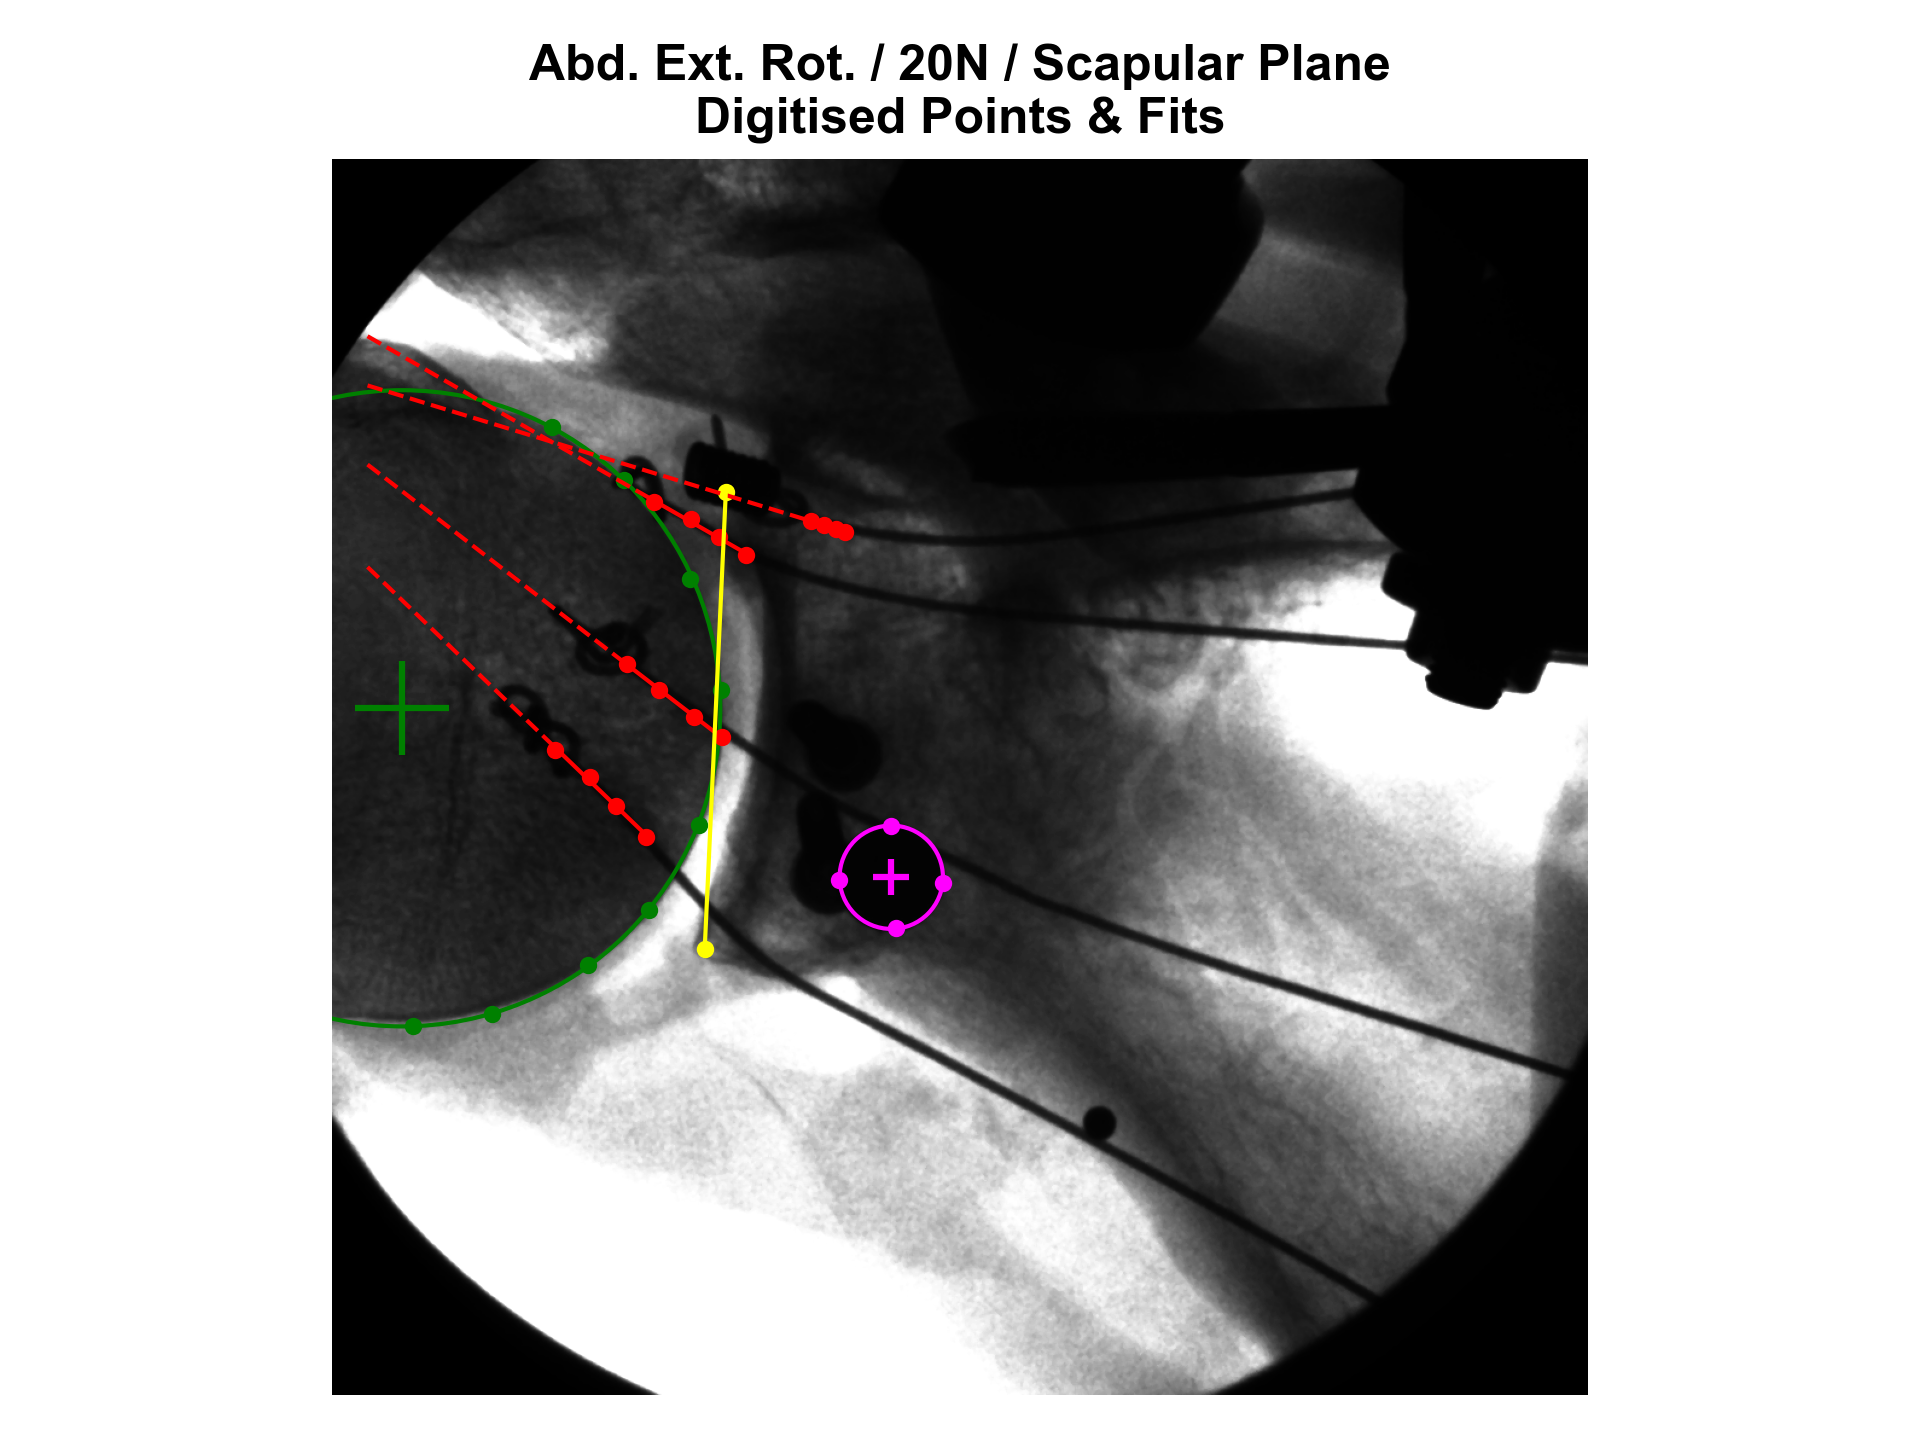 Abd. Ext. Rot. / 20N / Scapular Plane
Digitised Points & Fits